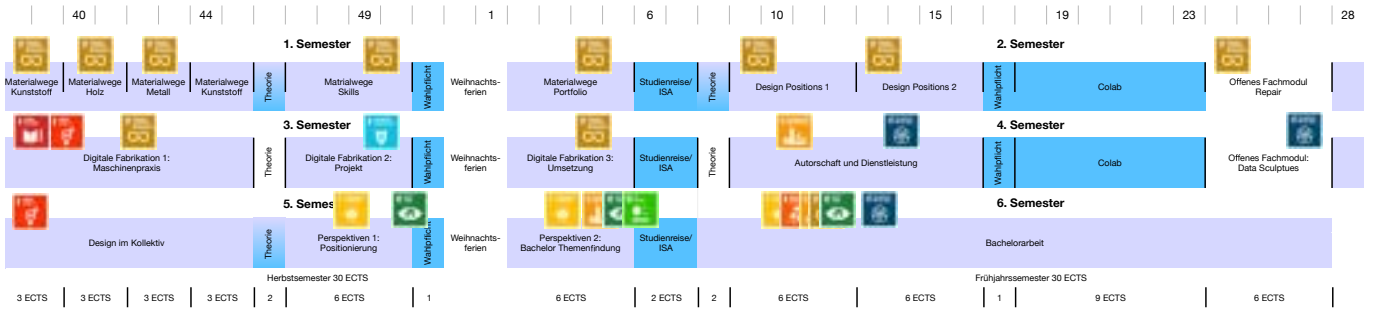 40 44 49 1 6 10 15 19 23 28
1. Semester 2. Semester
Materialwege
Kunststoff
Materialwege
Holz
Materialwege
Metall
Materialwege
Kunststoff
Theorie
Matrialwege
Skills
Wahlpflicht
Weihnachts-
ferien
Materialwege
Portfolio
Studienreise/
ISA
Theorie
Design Positions 1
Design Positions 2
Wahlpflicht
Colab
Offenes Fachmodul
Repair
3. Semester 4. Semester
Digitale Fabrikation 1:
Maschinenpraxis
Theorie
Digitale Fabrikation 2:
Projekt
Wahlpflicht
Weihnachts-
ferien
Digitale Fabrikation 3:
Umsetzung
Studienreise/
ISA
Theorie
Autorschaft und Dienstleistung
Wahlpflicht
Colab
Offenes Fachmodul:
Data Sculptues
5. Semes 6. Semester
Design im Kollektiv
Theorie
Perspektiven 1:
Positionierung
Wahlpflicht
Weihnachts-
ferien
Perspektiven 2:
Bachelor Themenfindung
Studienreise/
ISA
Bachelorarbeit
Herbstsemester 30 ECTS Frühjahrssemester 30 ECTS
3 ECTS 3 ECTS 3 ECTS 3 ECTS 2 6 ECTS 1 6 ECTS 2 ECTS 2 6 ECTS 6 ECTS 1 9 ECTS 6 ECTS